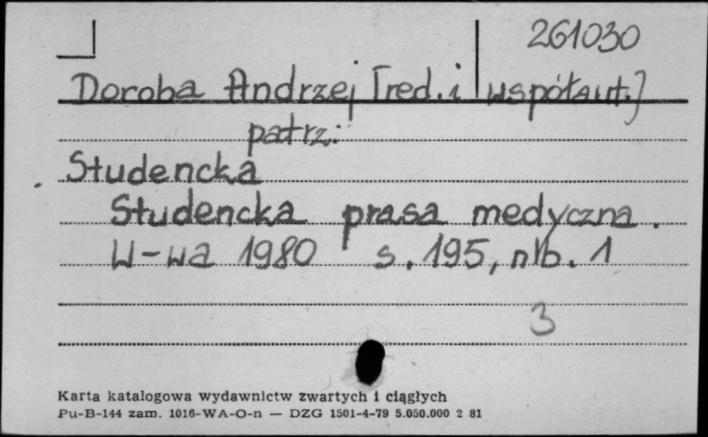 261030
Doroba Andrzej [red. i współaut.]
patrz:
Studencka
Studencka prasa medyczna.
W-wa 1980 s. 195, nlb. 1
3
Karta katalogowa wydawnictw zwartych i ciągłych
Pu-B-144 zam. 1016-WA-O-n — DZG 1501-4-79 5.050.000 2 81